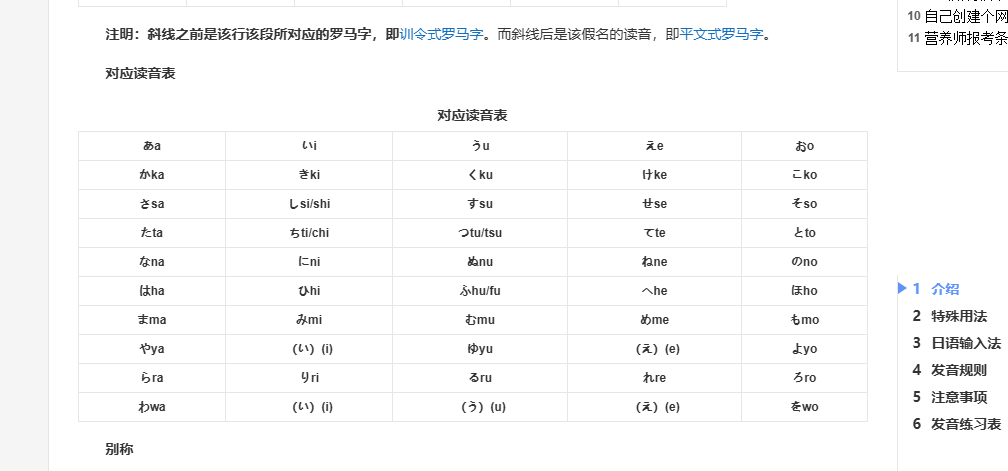 注明：斜线之前是该行该段所对应的罗马字，即训令式罗马字。而斜线后是该假名的读音，即平文式罗马字。
对应读音表
对应读音表
あa いi うu えe おo
かka きki くku けke こko
さsa しsi/shi すsu せse そso
たta ちti/chi つtu/tsu てte とto
なna にni ぬnu ねne のno
はha ひhi ふhu/fu へhe ほho
まma みmi むmu めme もmo
やya （い）(i) ゆyu （え）(e) よyo
らra りri るru れre ろro
わwa （い）(i) （う）(u) （え）(e) をwo
别称
10 自己创建个网
11 营养师报考条
1 介绍
2 特殊用法
3 日语输入法
4 发音规则
5 注意事项
6 发音练习表